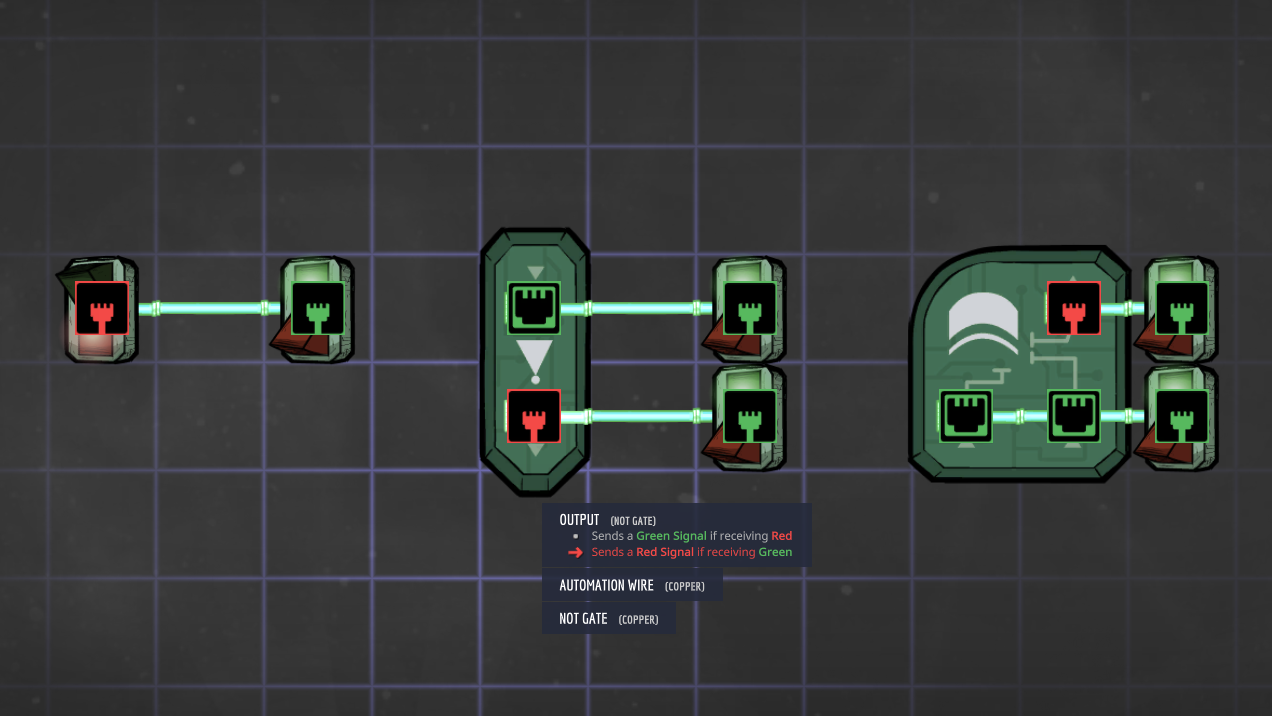 OUTPUT (NOT GATE)
• Sends a Green Signal if receiving Red
➔ Sends a Red Signal if receiving Green
AUTOMATION WIRE (COPPER)
NOT GATE (COPPER)